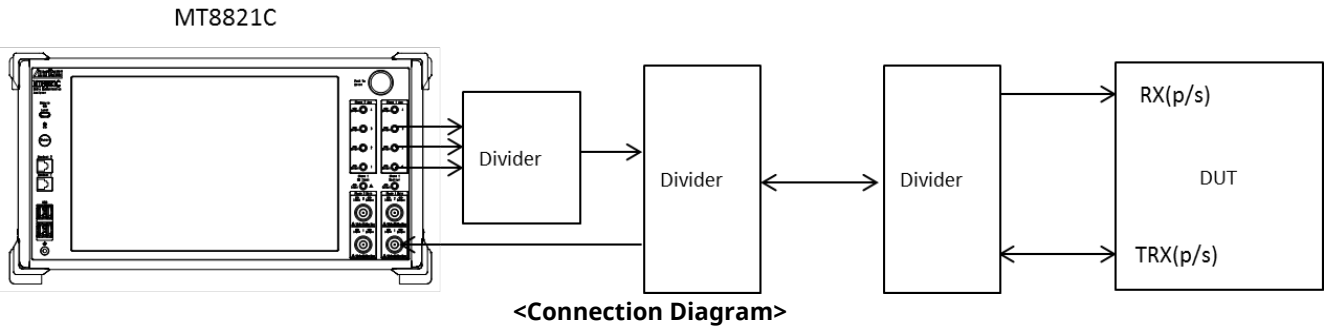 MT8821C
Divider
Divider
Divider
RX(p/s)
DUT
TRX(p/s)
<Connection Diagram>